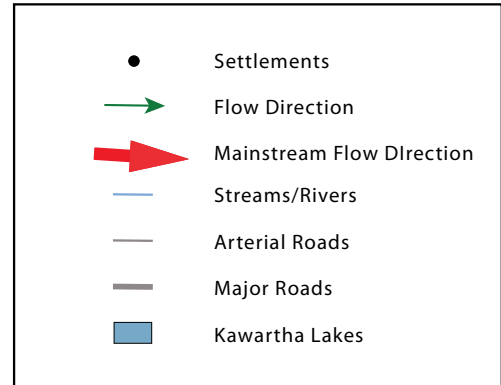 Settlements
Flow Direction
Mainstream Flow DIrection
Streams/Rivers
Arterial Roads
Major Roads
Kawartha Lakes